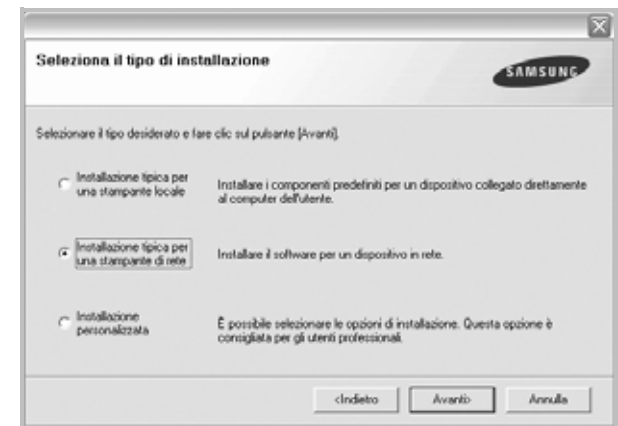 Seleziona il tipo di installazione
SAMSUNG
Selezionare il tipo desiderato e fare clic sul pulsante [Avanti].
Installazione tipica per
una stampante locale
Installare i componenti predefiniti per un dispositivo collegato direttamente
al computer dell'utente.
Installazione tipica per
una stampante di rete
Installare il software per un dispositivo in rete.
Installazione
personalizzata
È possibile selezionare le opzioni di installazione. Questa opzione è
consigliata per gli utenti professionali.
<Indietro
Avanti>
Annulla